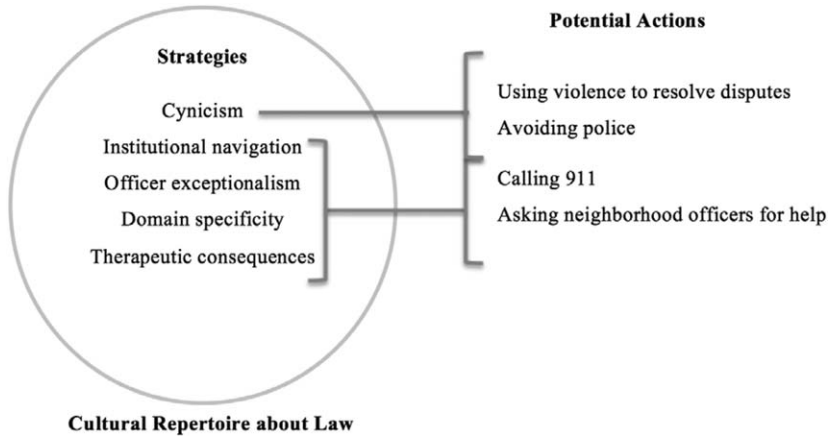 Potential Actions
Strategies
Cynicism
Institutional navigation
Officer exceptionalism
Domain specificity
Therapeutic consequences
Using violence to resolve disputes
Avoiding police
Calling 911
Asking neighborhood officers for help
Cultural Repertoire about Law